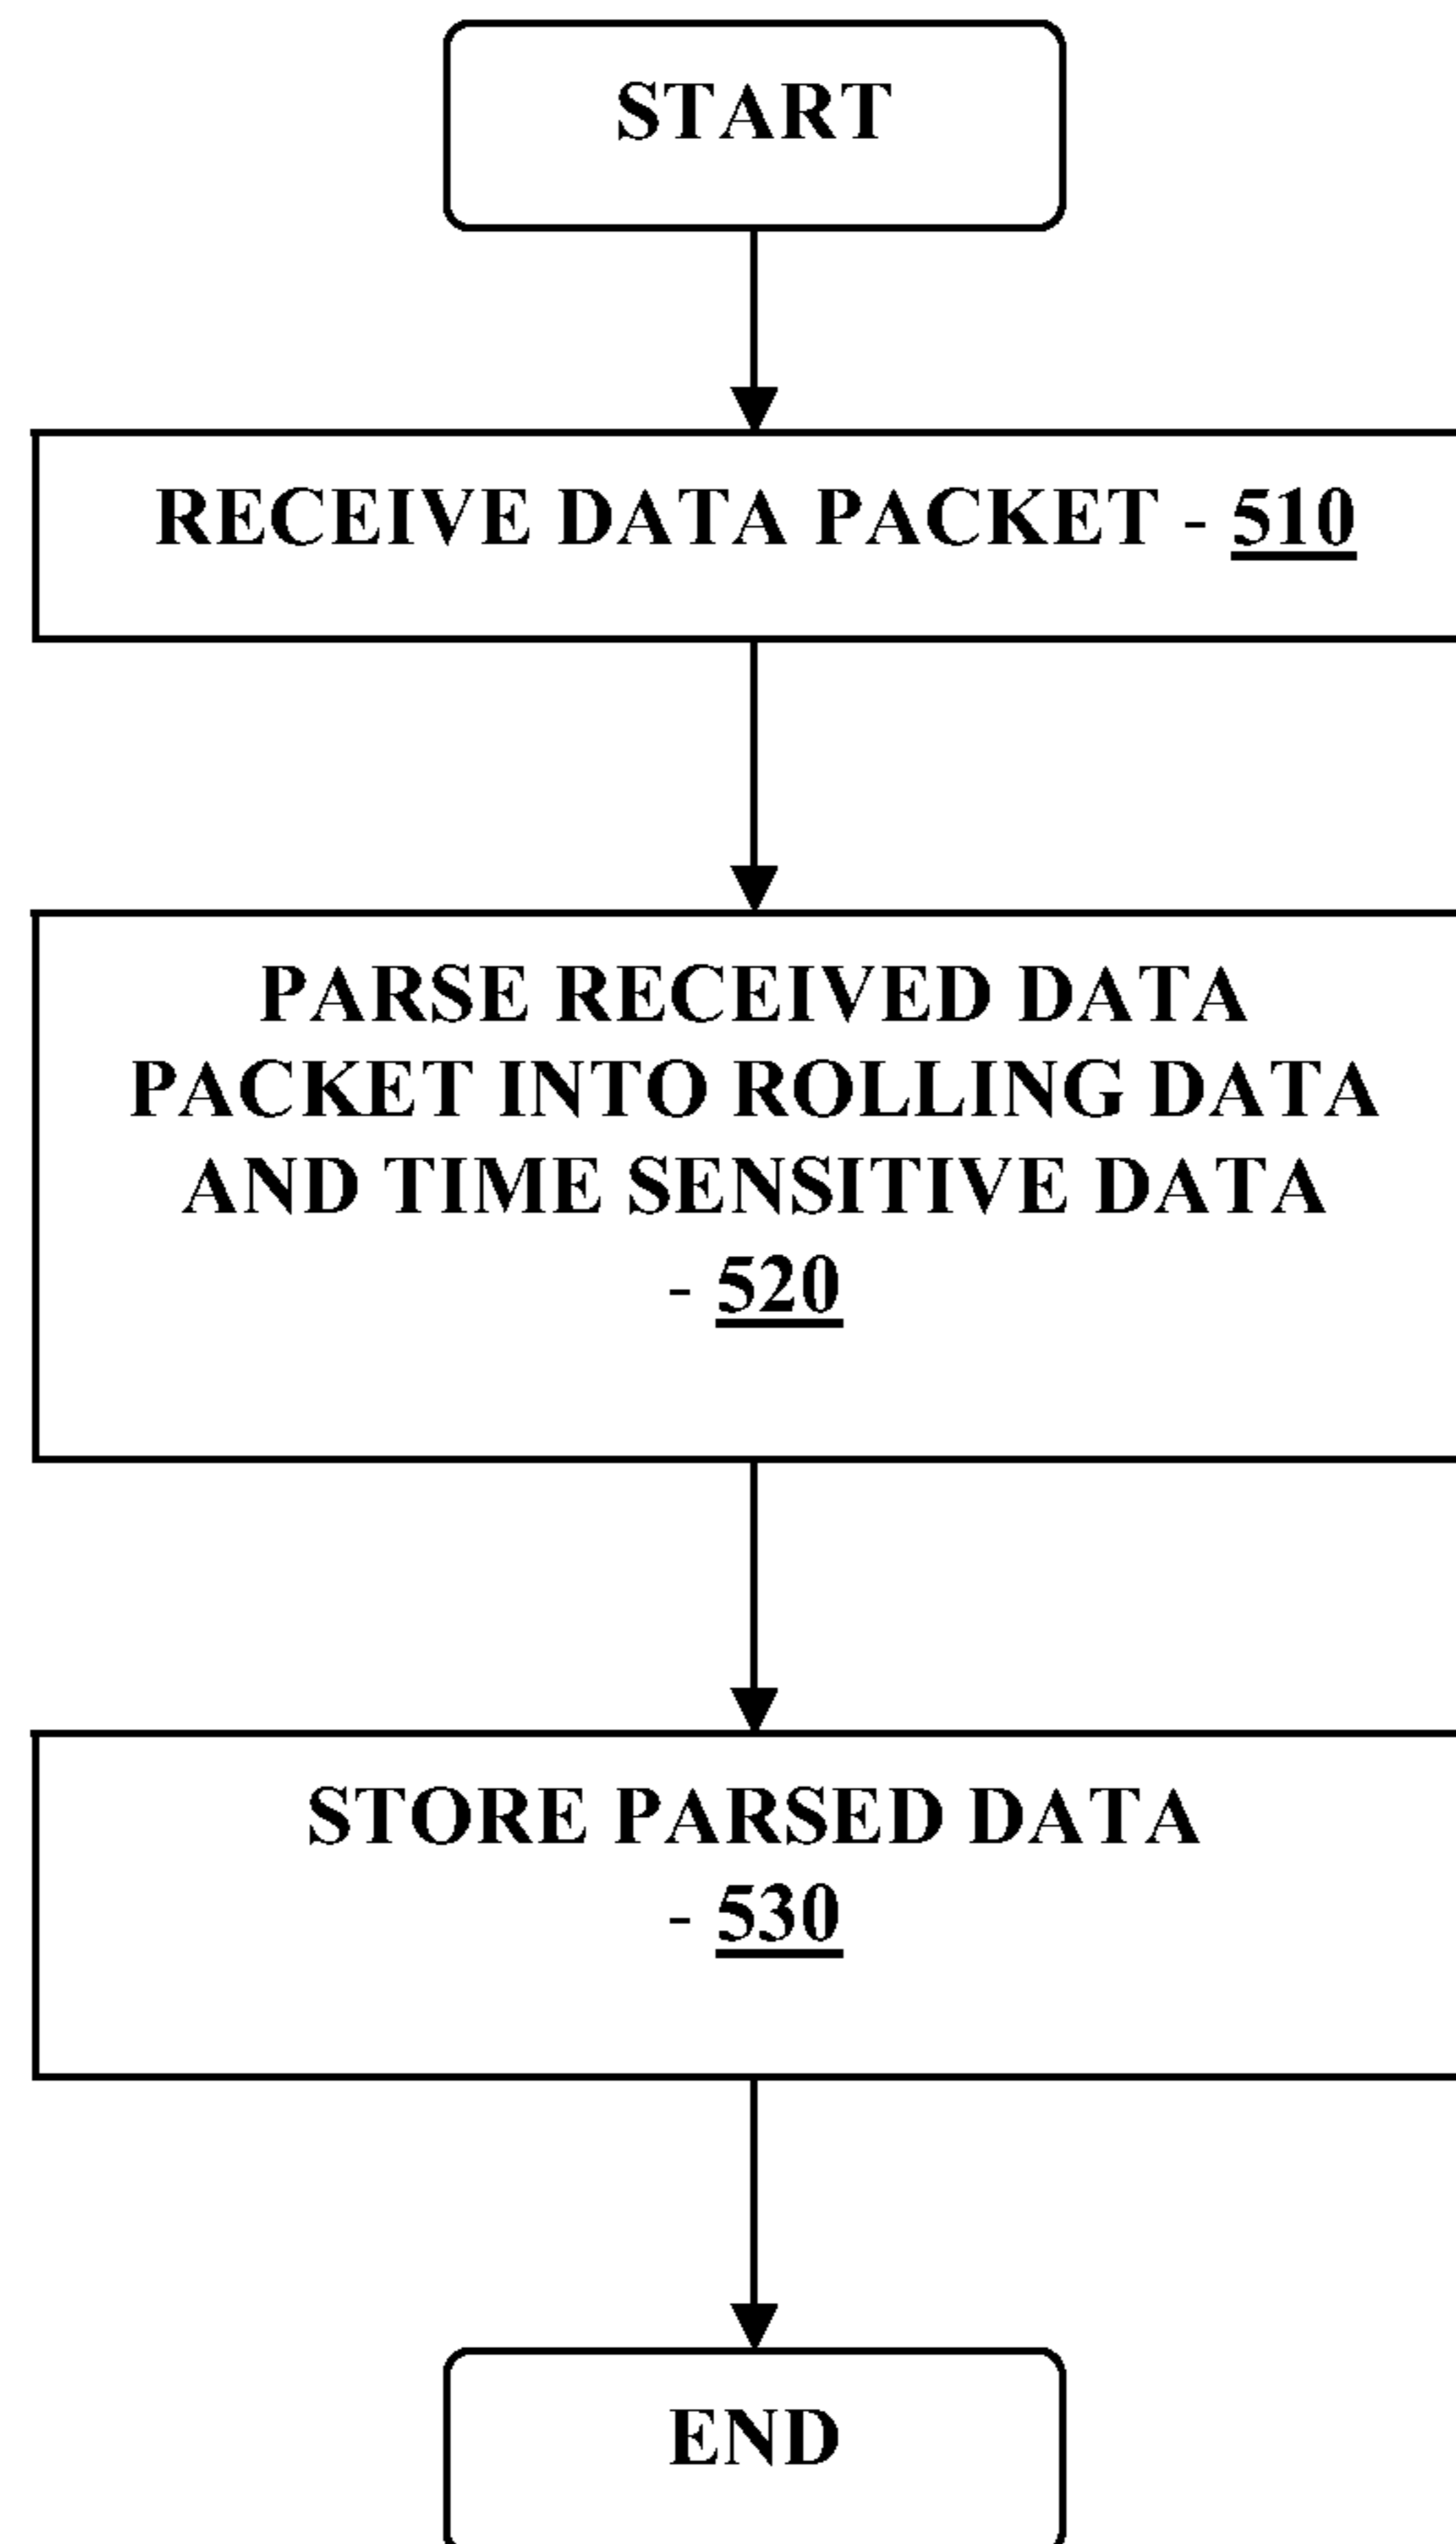 START
RECEIVE DATA PACKET - 510
PARSE RECEIVED DATA
PACKET INTO ROLLING DATA
AND TIME SENSITIVE DATA
- 520
STORE PARSED DATA
- 530
END